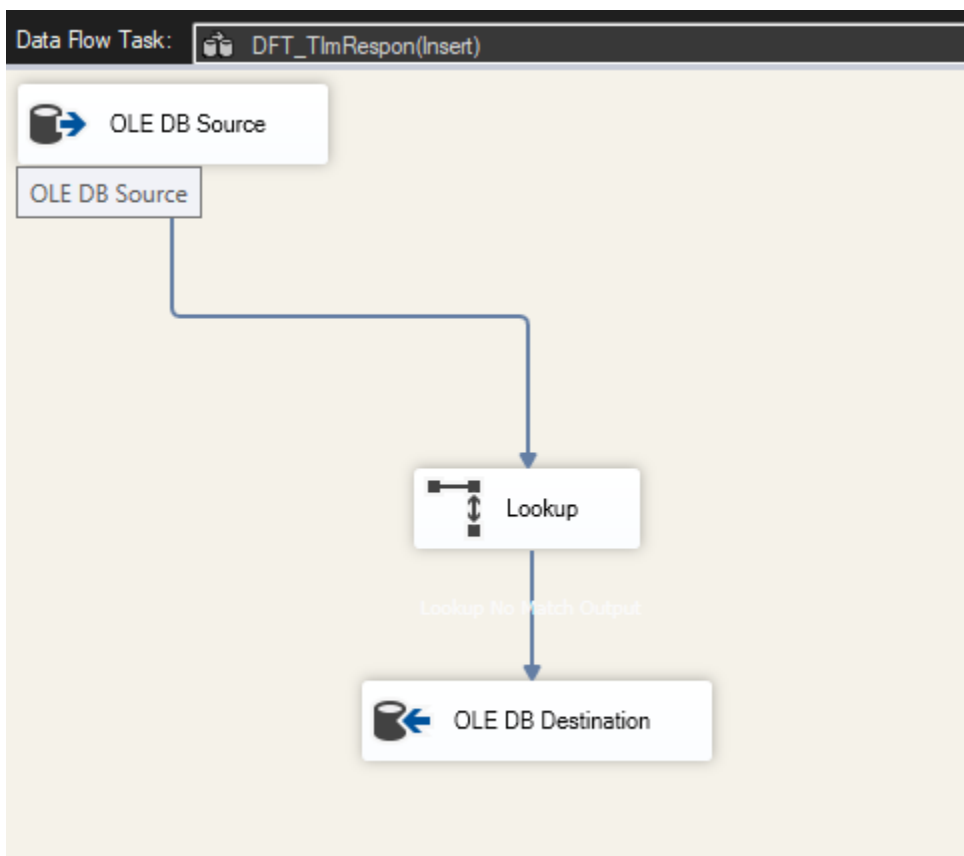 Data Flow Task:
DFT_TlmRespon(Insert)
OLE DB Source
OLE DB Source
Lookup
Lookup No Match Output
OLE DB Destination